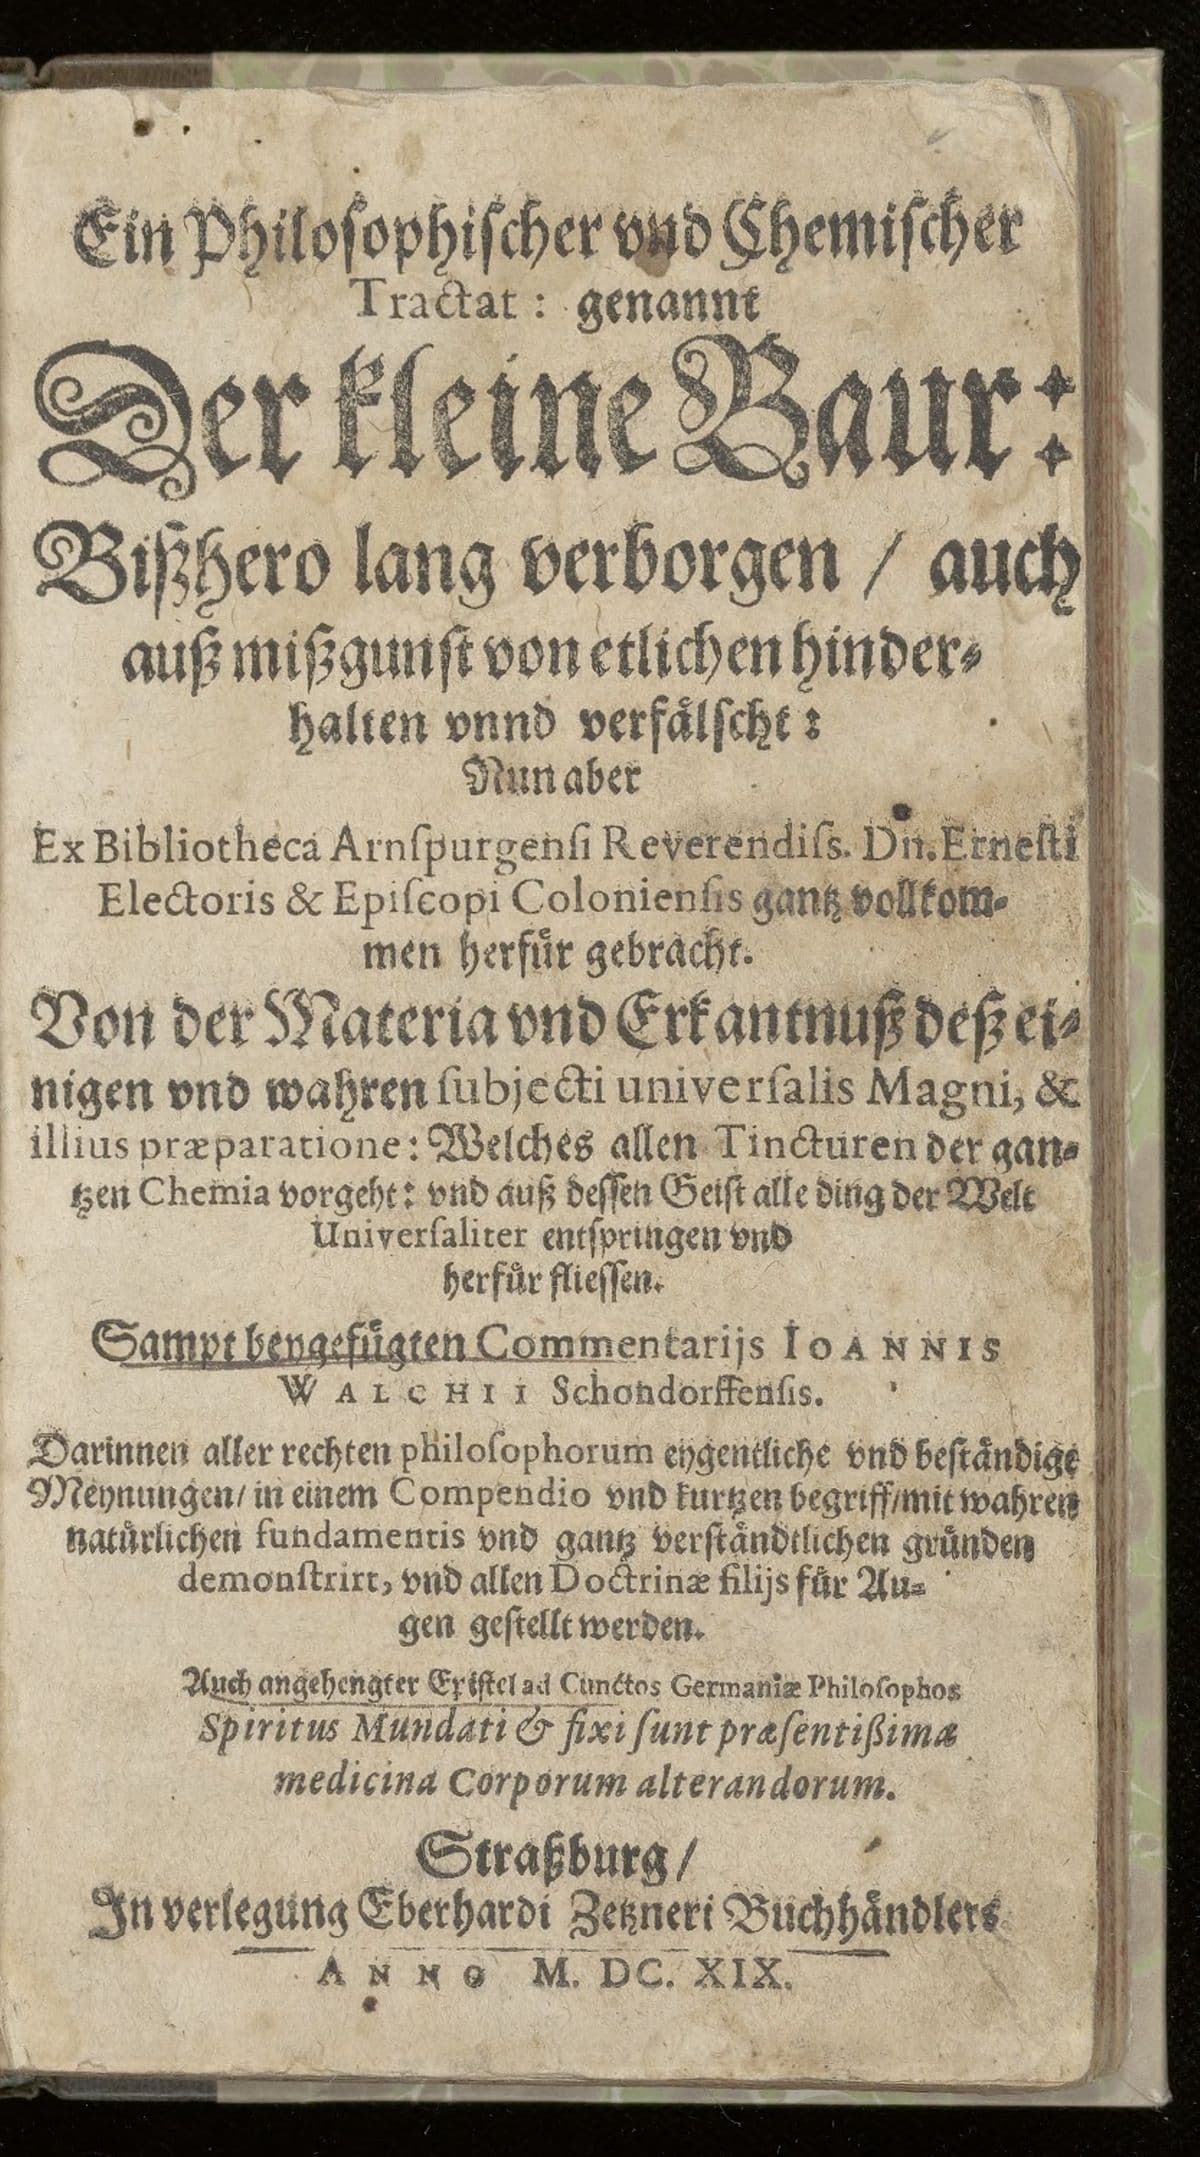 Ein Philoſophiſcher vnd Chemiſcher
Tractat: genannt
Der kleine Baur:
Bißhero lang verborgen / auch
auß mißgunſt von etlichen hinder⸗
halten vnnd verfälſcht:
Nun aber
Ex Bibliotheca Arnſpurgenſi Reverendiſs. Dn. Erneſti
Electoris & Epiſcopi Colonienſis gantz vollkom⸗
men herfür gebracht.
Von der Materia vnd Erkantnuß deß ei⸗
nigen vnd wahren ſubjecti univerſalis Magni, &
illius præparatione: Welches allen Tincturen der gan⸗
tzen Chemia vorgeht: vnd auß deſſen Geiſt alle ding der Welt
Univerſaliter entſpringen vnd
herfür flieſſen.
Sampt beygefügten Commentarijs IOANNIS
WALCHII Schondorffenſis.
Darinnen aller rechten philoſophorum eygentliche vnd beſtändige
Meynungen/ in einem Compendio vnd kurtzen begriff/mit wahren
natürlichen fundamentis vnd gantz verſtändtlichen gründen
demonſtrirt, vnd allen Doctrinæ filijs für Au⸗
gen geſtellt werden.
Auch angehengter Epiſtel ad Cunctos Germaniæ Philoſophos
Spiritus Mundati & fixi ſunt præſentißima
medicina Corporum alterandorum.
Straßburg /
In verlegung Eberhardi Zetzneri Buchhändlers
ANNO M. DC. XIX.